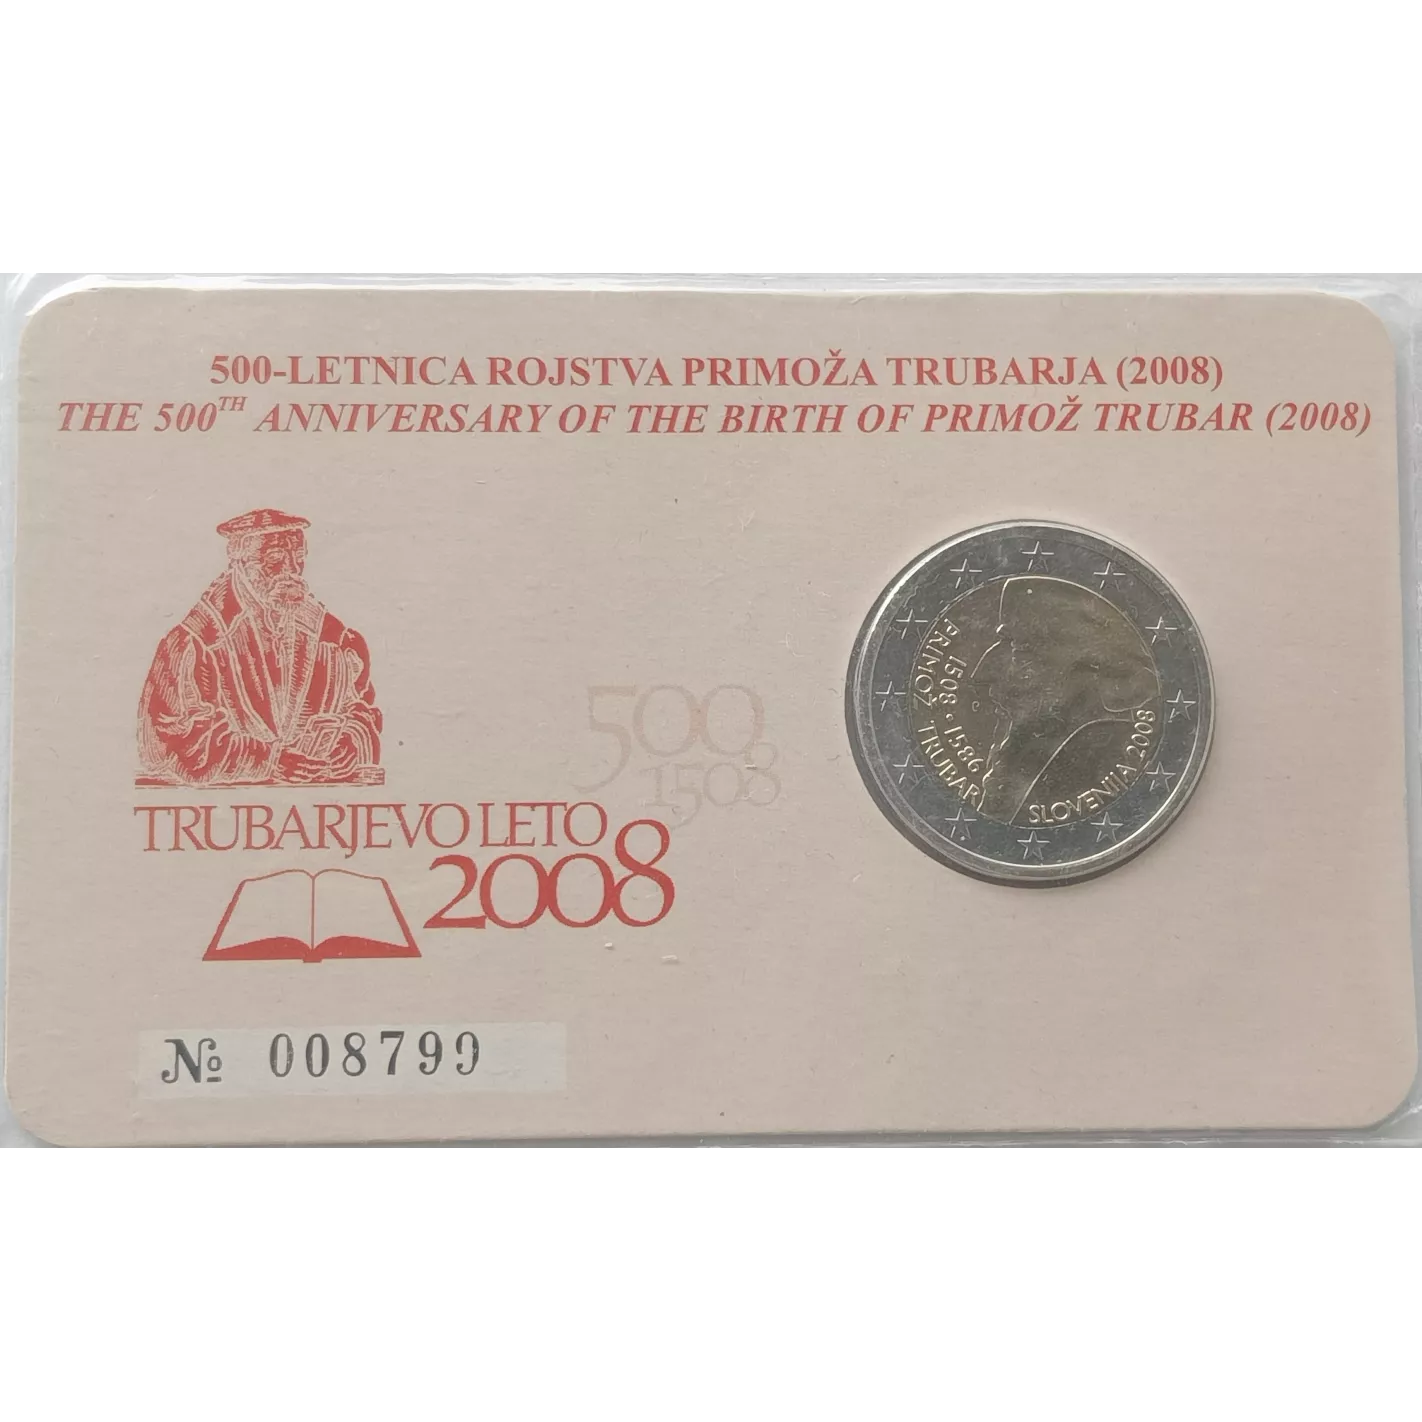 500-LETNICA ROJSTVA PRIMOŽA TRUBARJA (2008)
THE 500TH ANNIVERSARY OF THE BIRTH OF PRIMOŽ TRUBAR (2008)
500
1508
TRUBARJEVO LETO
2008
PRIMOŽ TRUBAR
1508 • 1586
SLOVENIJA 2008
№ 008799